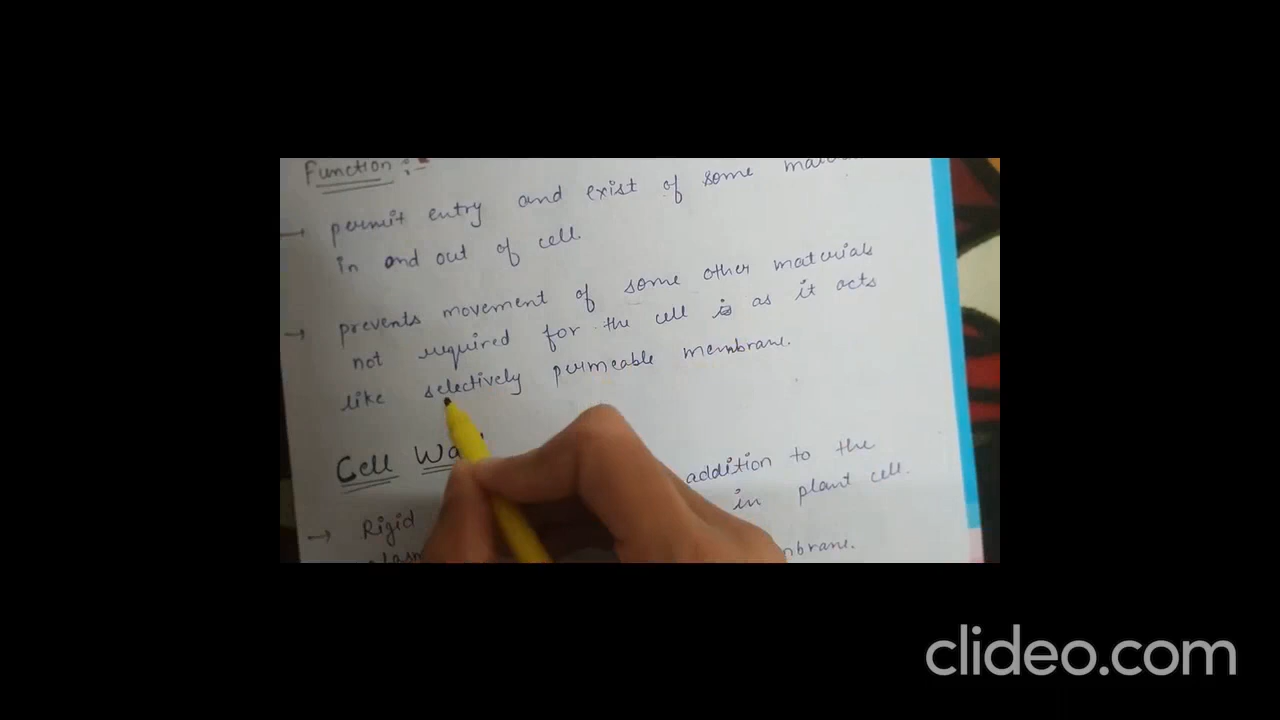 Function :-
→ permit entry and exist of some
in and out of cell
→ prevents movement of some other materials
not required for the cell is as it acts
like selectively permeable membrane.
Cell Wa
→ Rigid addition to the
in plant cell.
mbrane.
clideo.com